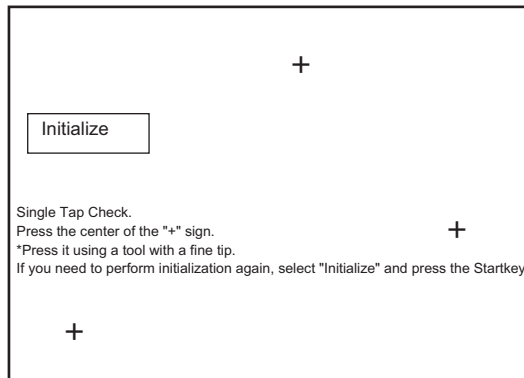 +
Initialize
Single Tap Check.
Press the center of the "+" sign.
+
*Press it using a tool with a fine tip.
If you need to perform initialization again, select "Initialize" and press the Startkey
+